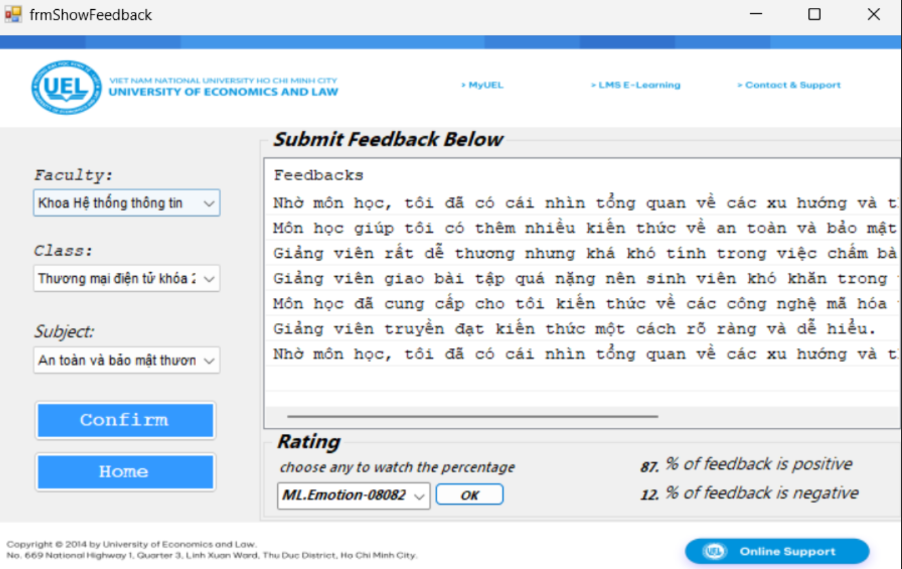 frmShowFeedback
UEL
VIET NAM NATIONAL UNIVERSITY HO CHI MINH CITY
UNIVERSITY OF ECONOMICS AND LAW
> MyUEL
> LMS E-Learning
> Contact & Support
Faculty:
Khoa Hệ thống thông tin
Class:
Thương mại điện tử khóa 2
Subject:
An toàn và bảo mật thươn
Confirm
Home
Submit Feedback Below
Feedbacks
Nhờ môn học, tôi đã có cái nhìn tổng quan về các xu hướng và t
Môn học giúp tôi có thêm nhiều kiến thức về an toàn và bảo mật
Giảng viên rất dễ thương nhưng khá khó tính trong việc chấm bà
Giảng viên giao bài tập quá nặng nên sinh viên khó khăn trong
Môn học đã cung cấp cho tôi kiến thức về các công nghệ mã hóa
Giảng viên truyền đạt kiến thức một cách rõ ràng và dễ hiểu.
Nhờ môn học, tôi đã có cái nhìn tổng quan về các xu hướng và t
Rating
choose any to watch the percentage
ML.Emotion-08082
OK
87. % of feedback is positive
12. % of feedback is negative
Copyright © 2014 by University of Economics and Law.
No. 669 National Highway 1, Quarter 3, Linh Xuan Ward, Thu Duc District, Ho Chi Minh City.
UEL Online Support